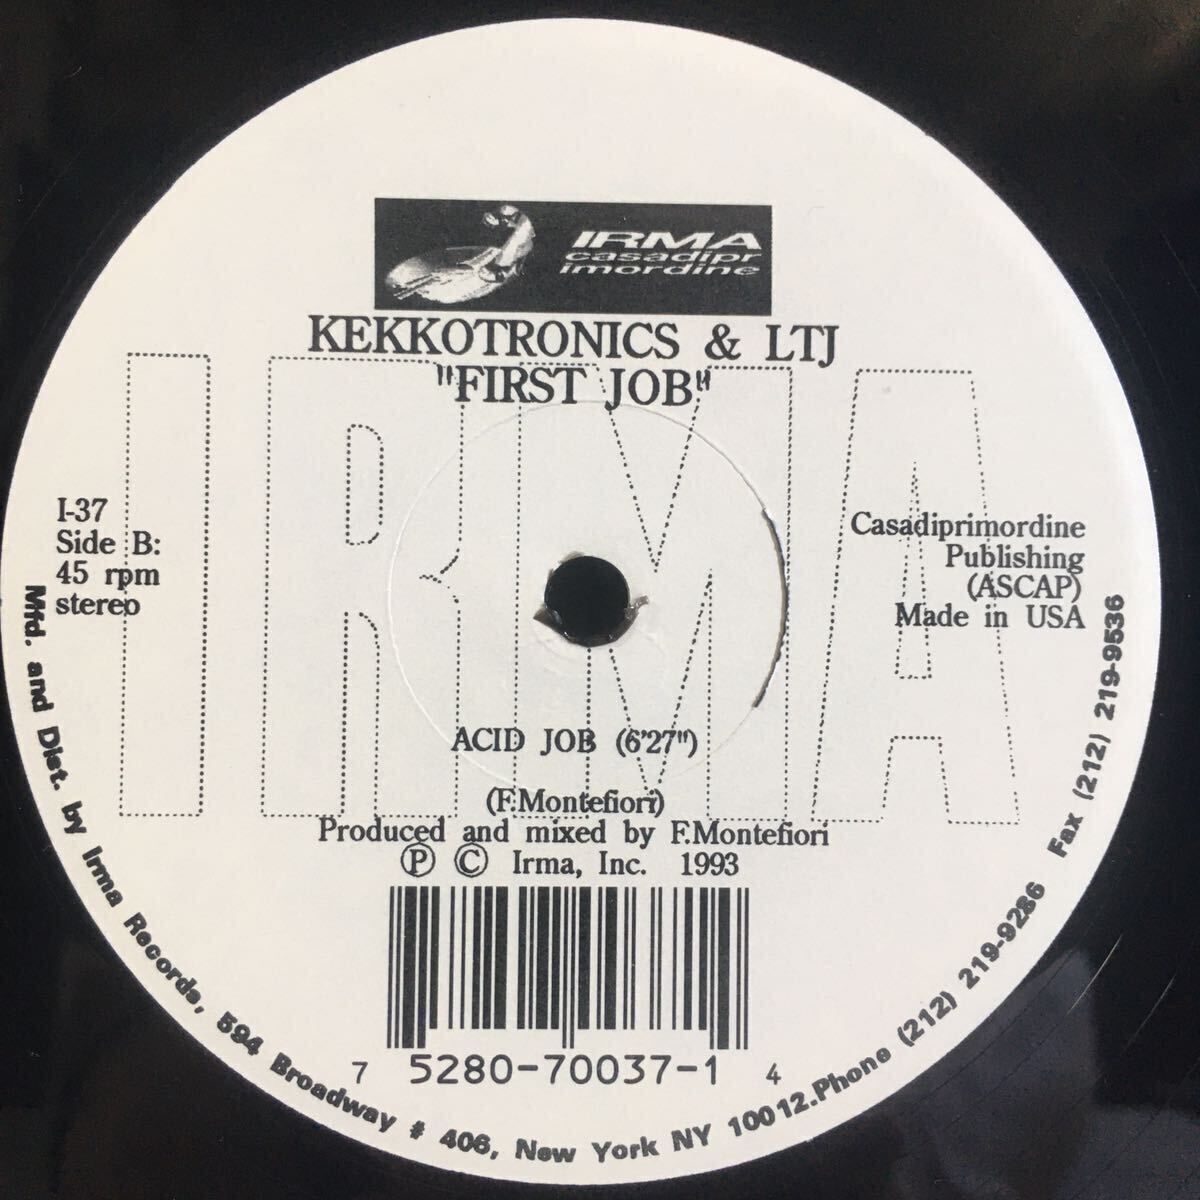 IRMA
casadipr
imordine
KEKKOTRONICS & LTJ
"FIRST JOB"
IRMA
I-37
Side B:
45 rpm
stereo
Casadiprimordine
Publishing
(ASCAP)
Made in USA
ACID JOB (6'27")
(F.Montefiori)
Produced and mixed by F.Montefiori
Ⓟ © Irma, Inc. 1993
7 5280-70037-1 4
Mfd. and Dist. by Irma Records, 594 Broadway # 406, New York NY 10012.Phone (212) 219-9286 Fax (212) 219-9536